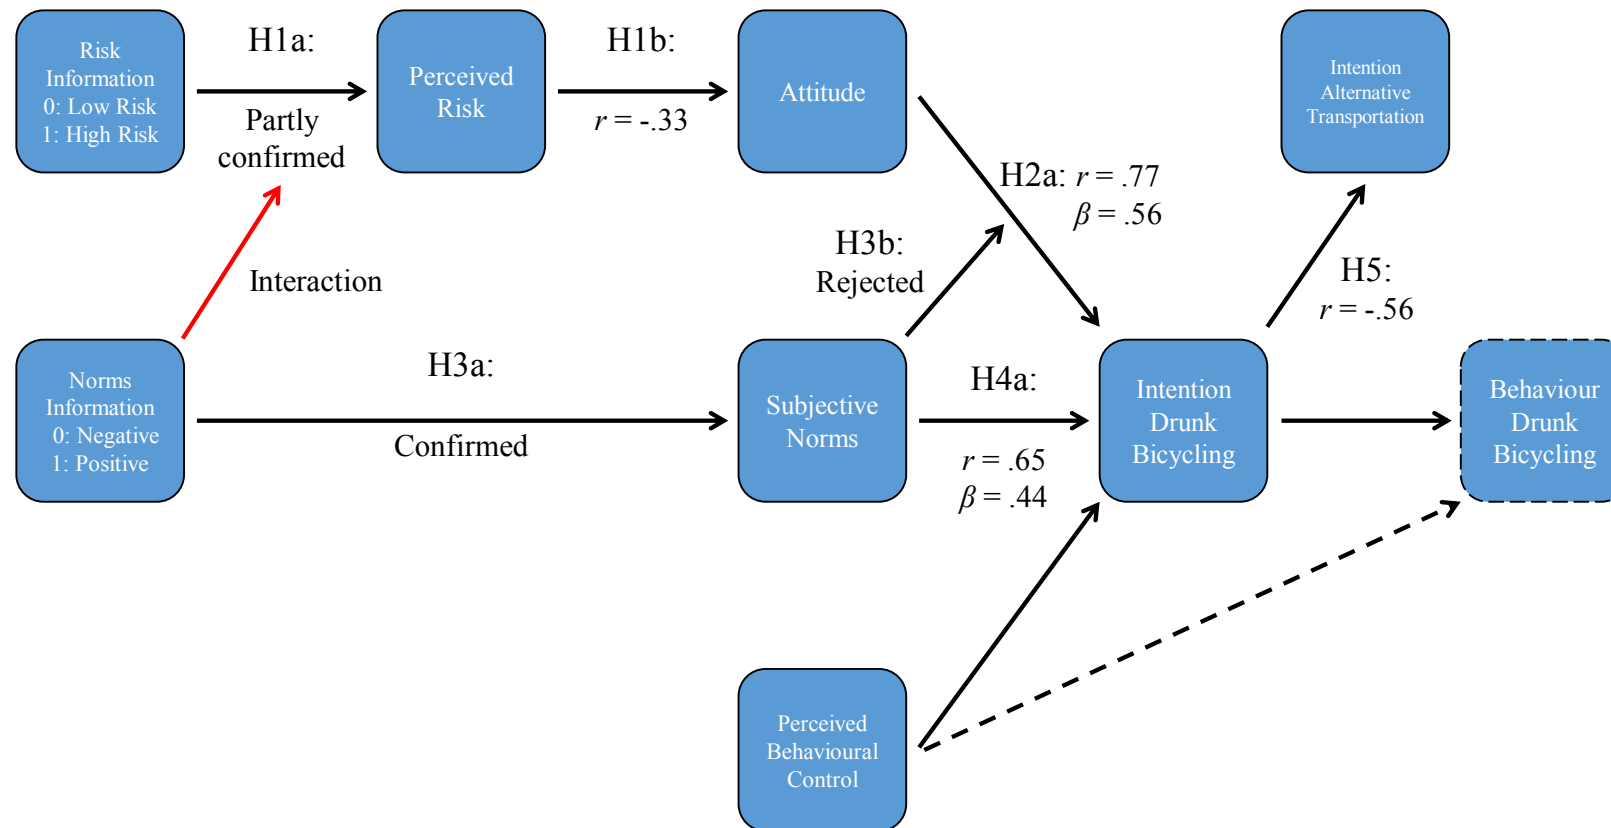 Risk
Information
0: Low Risk
1: High Risk
H1a:
Partly
confirmed
Perceived
Risk
H1b:
r = -.33
Attitude
Intention
Alternative
Transportation
H2a: r = .77
β = .56
H3b:
Rejected
Interaction
H5:
r = -.56
Norms
Information
0: Negative
1: Positive
H3a:
Confirmed
Subjective
Norms
H4a:
r = .65
β = .44
Intention
Drunk
Bicycling
Behaviour
Drunk
Bicycling
Perceived
Behavioural
Control